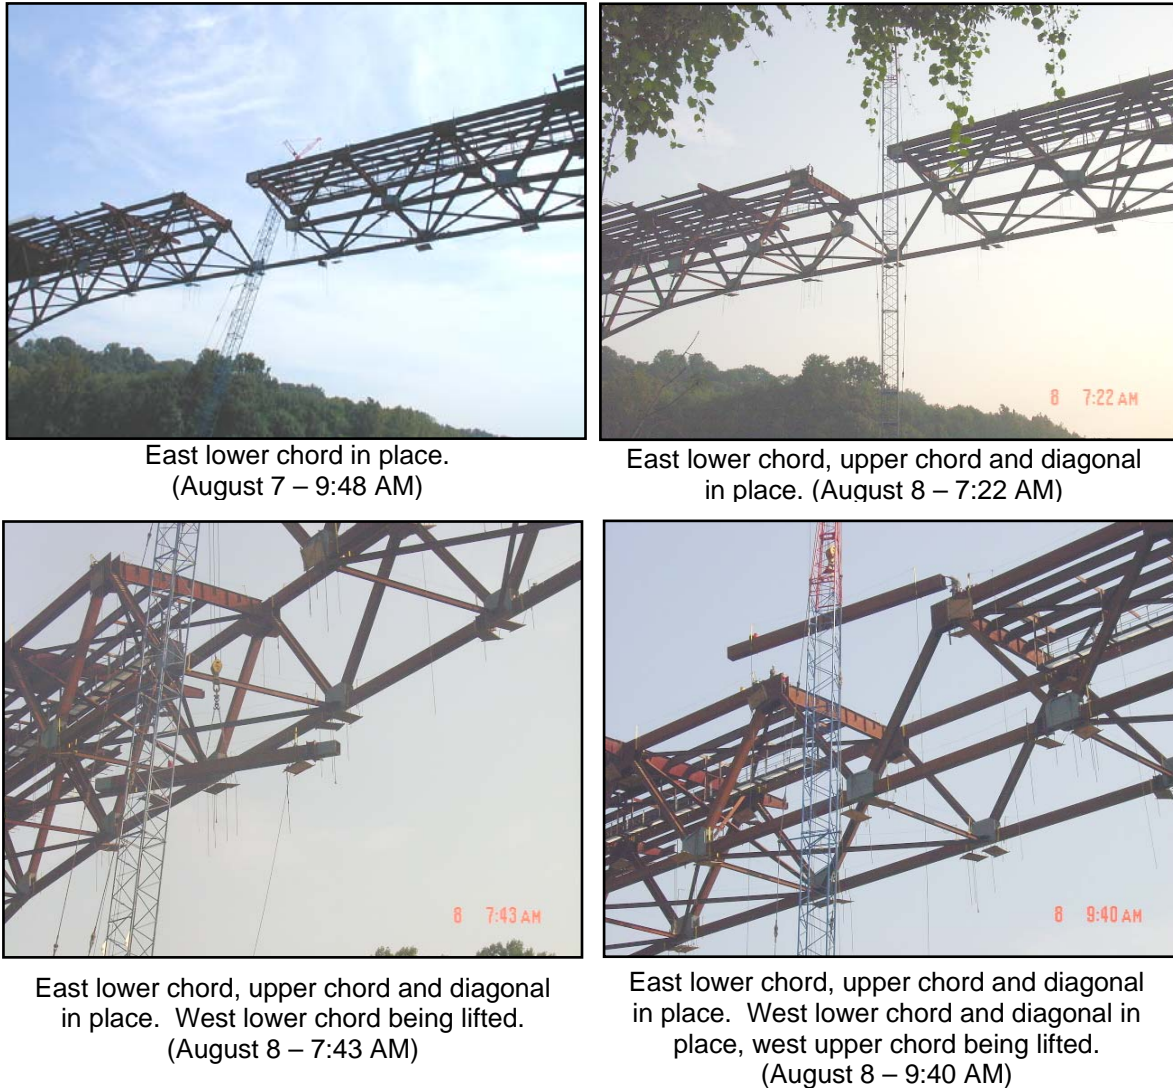 8 7:22 AM
East lower chord in place.
(August 7 – 9:48 AM)
East lower chord, upper chord and diagonal
in place. (August 8 – 7:22 AM)
8 7:43 AM
8 9:40 AM
East lower chord, upper chord and diagonal
in place. West lower chord being lifted.
(August 8 – 7:43 AM)
East lower chord, upper chord and diagonal
in place. West lower chord and diagonal in
place, west upper chord being lifted.
(August 8 – 9:40 AM)